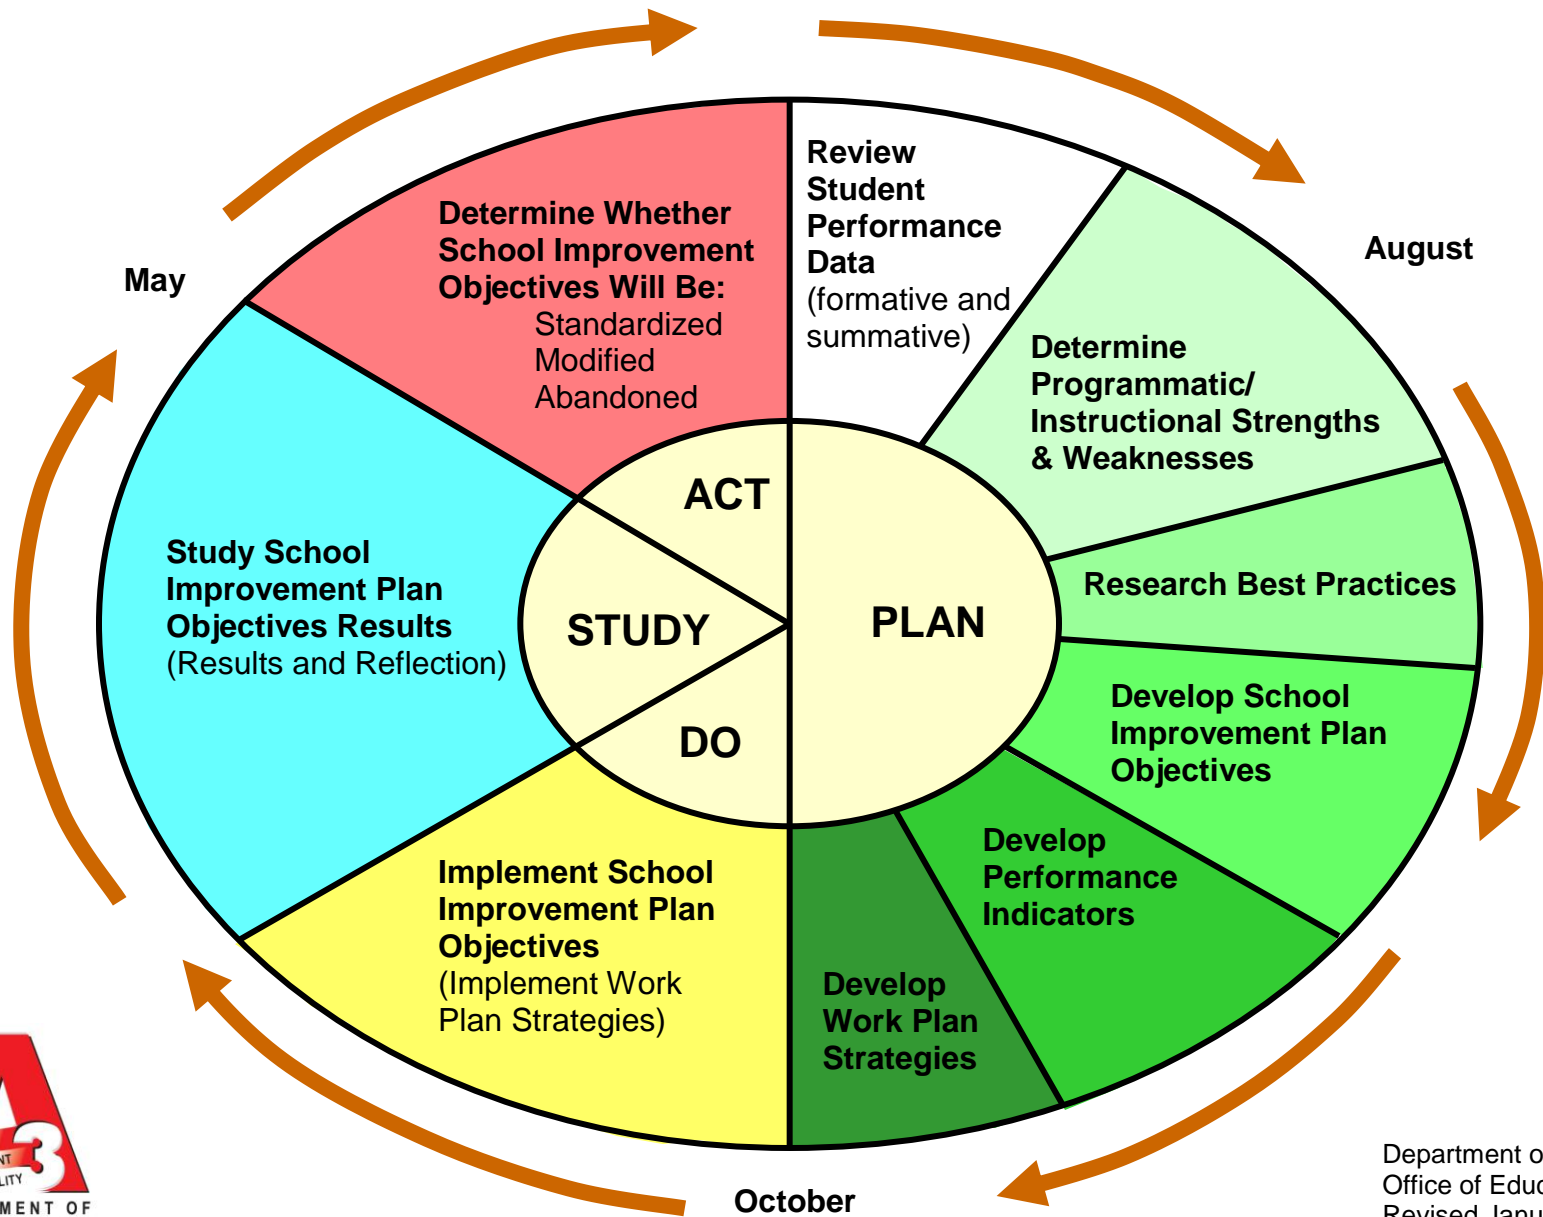 Review
Student
Performance
Data
(formative and
summative)
August
Determine
Programmatic/
Instructional Strengths
& Weaknesses
Research Best Practices
Develop School
Improvement Plan
Objectives
Develop
Performance
Indicators
Develop
Work Plan
Strategies
October
Implement School
Improvement Plan
Objectives
(Implement Work
Plan Strategies)
Study School
Improvement Plan
Objectives Results
(Results and Reflection)
May
Determine Whether
School Improvement
Objectives Will Be:
Standardized
Modified
Abandoned
ACT
STUDY
DO
PLAN
3
OF
Department
Office of
Revised